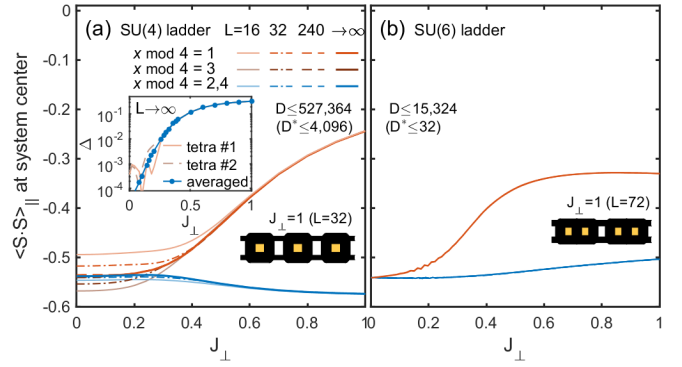 (a) SU(4) ladder L=16 32 240 →∞
x mod 4 = 1
x mod 4 = 3
x mod 4 = 2,4
L→∞
D≤527,364
(D*≤4,096)
10⁻¹
10⁻²
10⁻³
10⁻⁴
Δ
tetra #1
tetra #2
averaged
0 0.5 1
J⊥
J⊥=1 (L=32)
0
-0.1
-0.2
-0.3
-0.4
-0.5
-0.6
<S·S>|| at system center
0 0.2 0.4 0.6 0.8 1
J⊥
(b) SU(6) ladder
D≤15,324
(D*≤32)
J⊥=1 (L=72)
0 0.2 0.4 0.6 0.8 1
J⊥